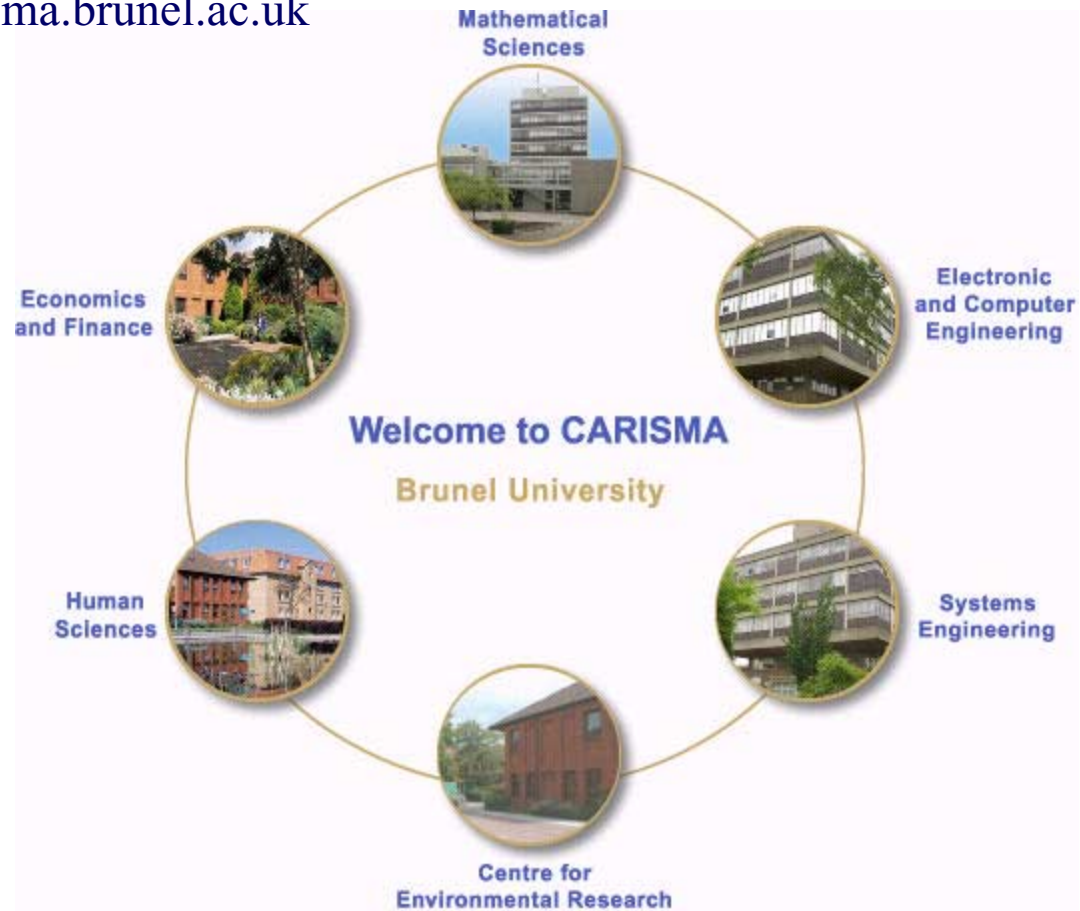 ma.brunel.ac.uk
Mathematical
Sciences
Economics
and Finance
Electronic
and Computer
Engineering
Welcome to CARISMA
Brunel University
Human
Sciences
Systems
Engineering
Centre for
Environmental Research